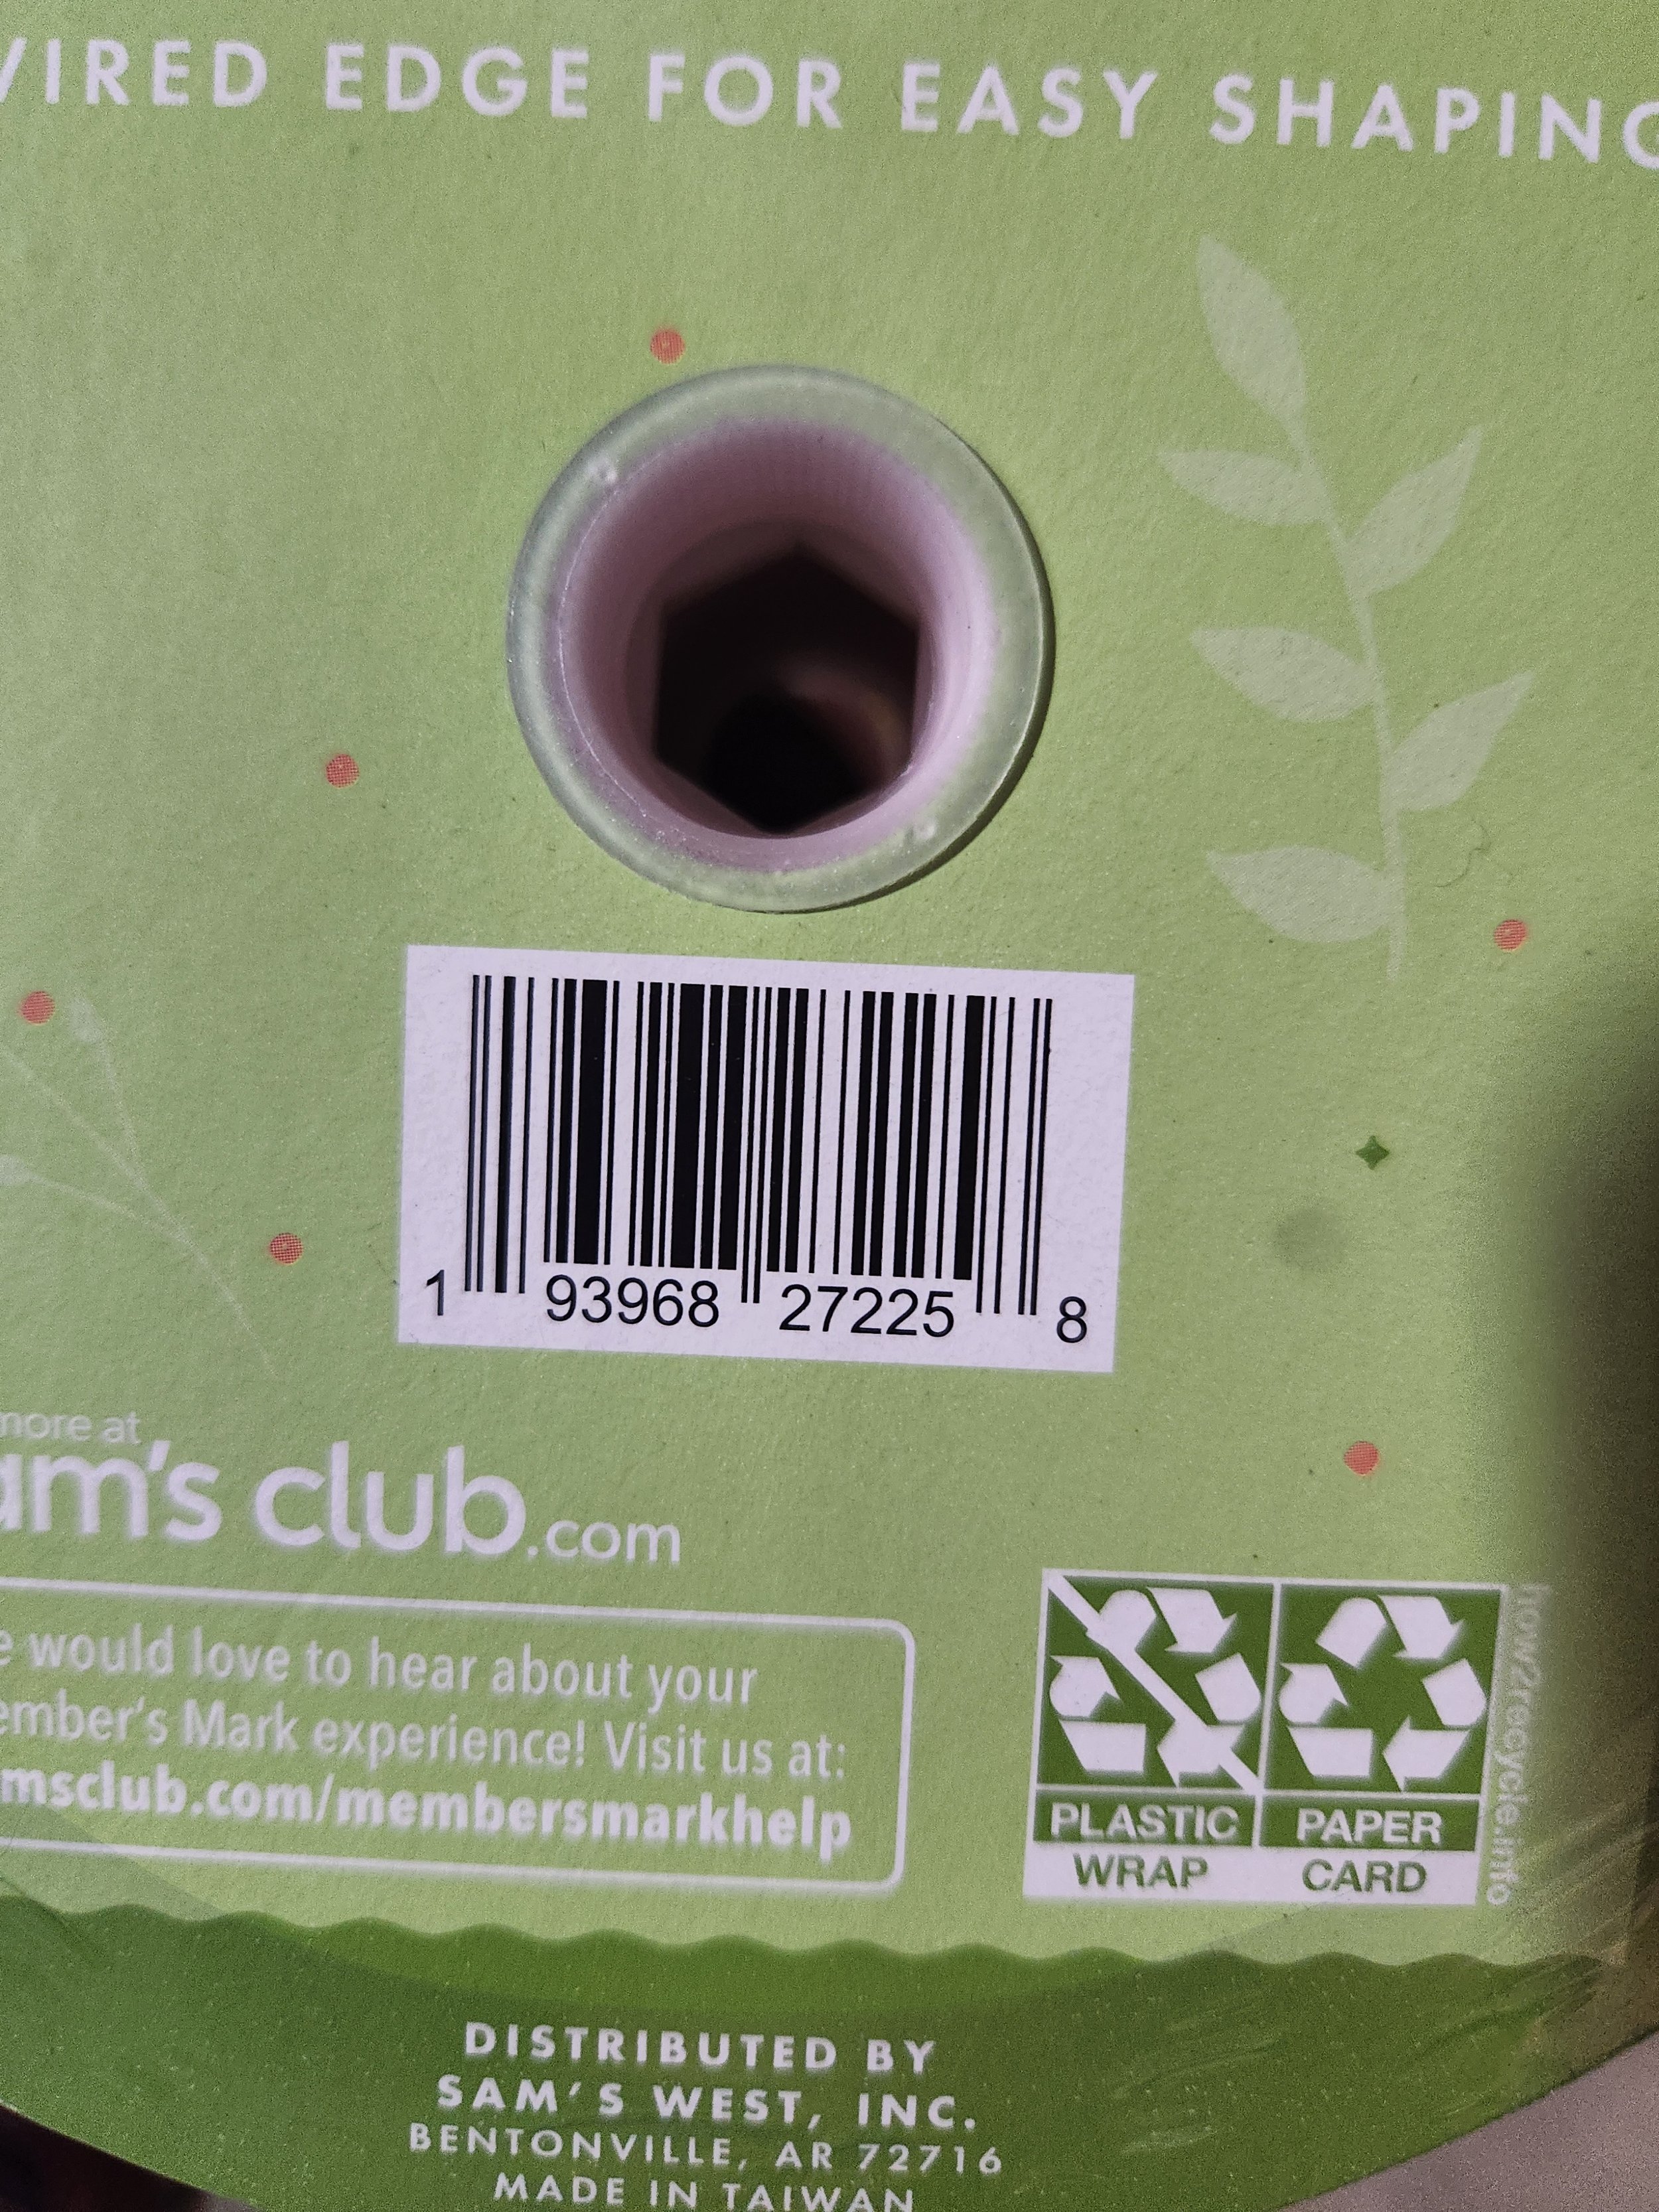 WIRED EDGE FOR EASY SHAPING
1 93968 27225 8
more at
am's club.com
e would love to hear about your
ember's Mark experience! Visit us at:
msclub.com/membersmarkhelp
PLASTIC PAPER
WRAP CARD
how2recycle.info
DISTRIBUTED BY
SAM'S WEST, INC.
BENTONVILLE, AR 72716
MADE IN TAIWAN